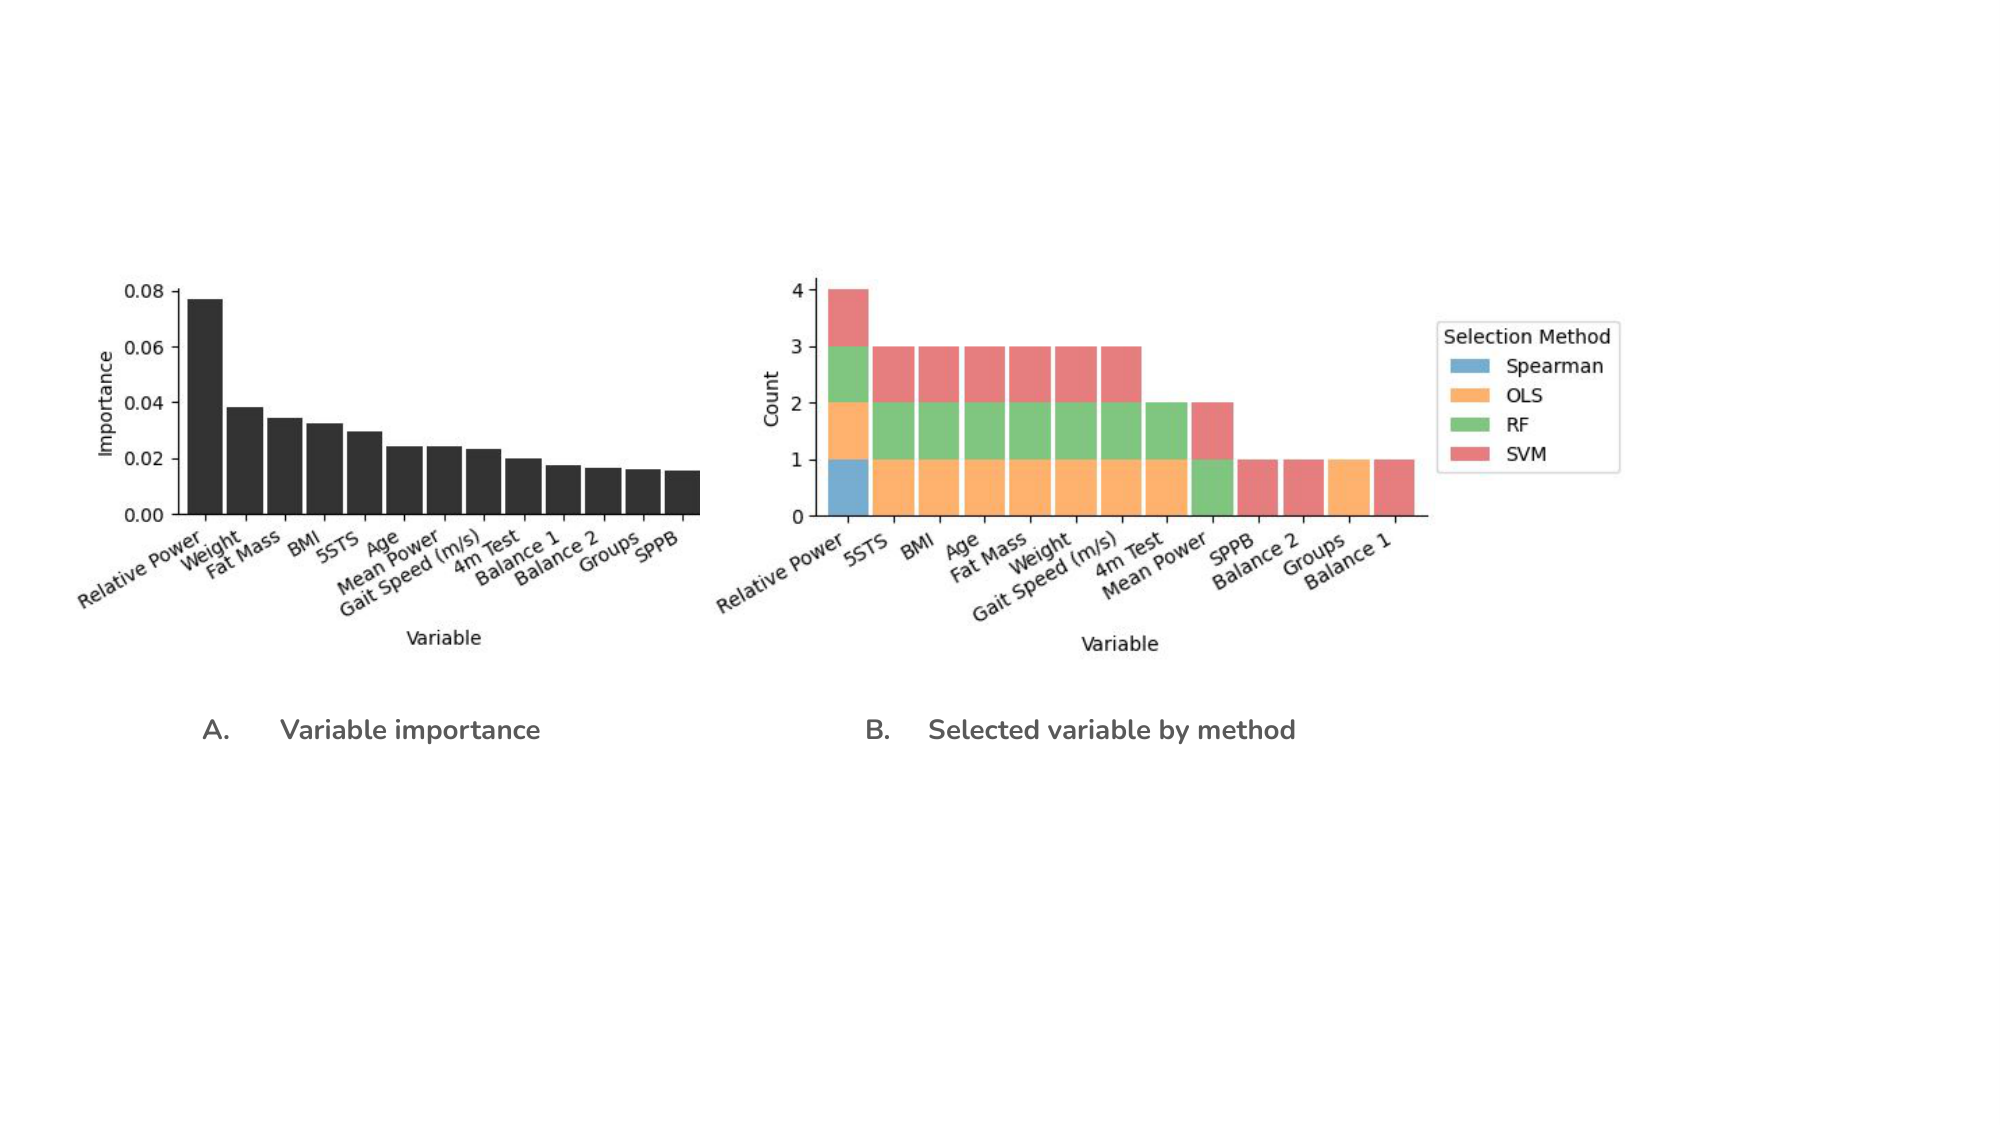 0.08
0.06
0.04
0.02
0.00
Importance
Relative Power
Weight
Fat Mass
BMI
5STS
Age
Mean Power
Gait Speed (m/s)
4m Test
Balance 1
Balance 2
Groups
SPPB
Variable
A. Variable importance
4
3
2
1
0
Count
Relative Power
5STS
BMI
Age
Fat Mass
Weight
Gait Speed (m/s)
4m Test
Mean Power
SPPB
Balance 2
Groups
Balance 1
Variable
Selection Method
Spearman
OLS
RF
SVM
B. Selected variable by method